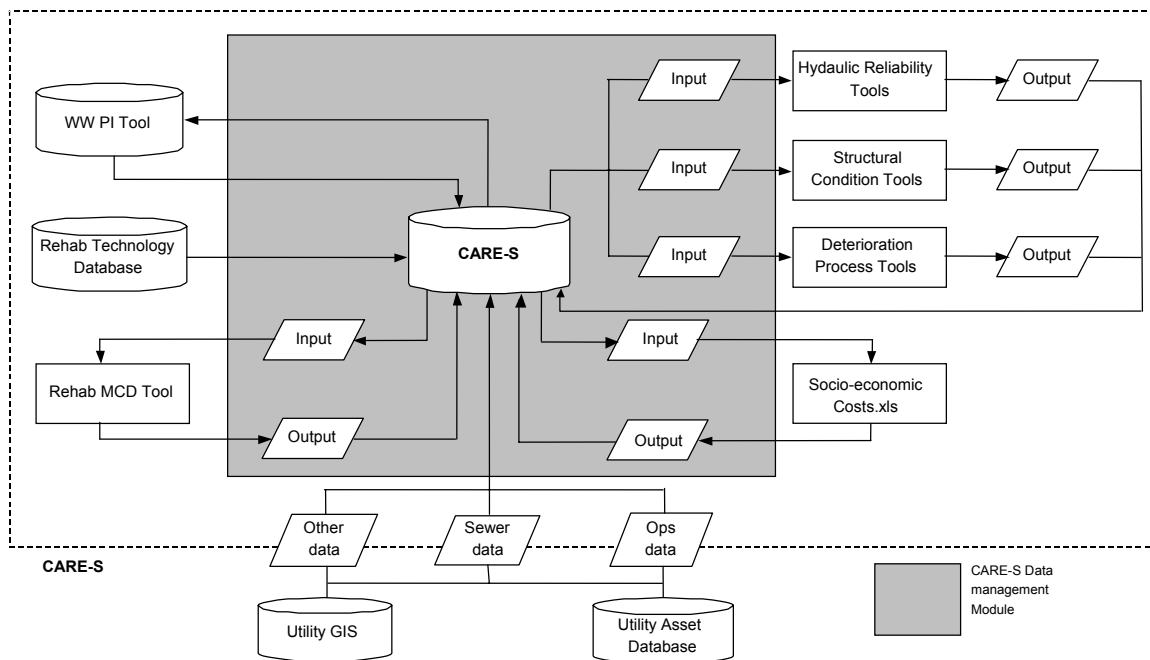 Input
Hydaulic Reliability
Tools
Output
WW PI Tool
Input
Structural
Condition Tools
Output
Rehab Technology
Database
CARE-S
Input
Deterioration
Process Tools
Output
Input
Input
Rehab MCD Tool
Socio-economic
Costs.xls
Output
Output
Other
data
Sewer
data
Ops
data
CARE-S
CARE-S Data
management
Module
Utility GIS
Utility Asset
Database